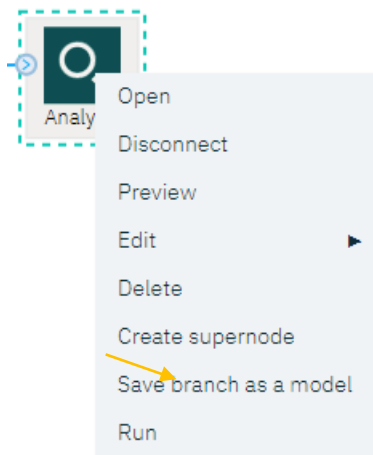 Analy
Open
Disconnect
Preview
Edit
Delete
Create supernode
Save branch as a model
Run